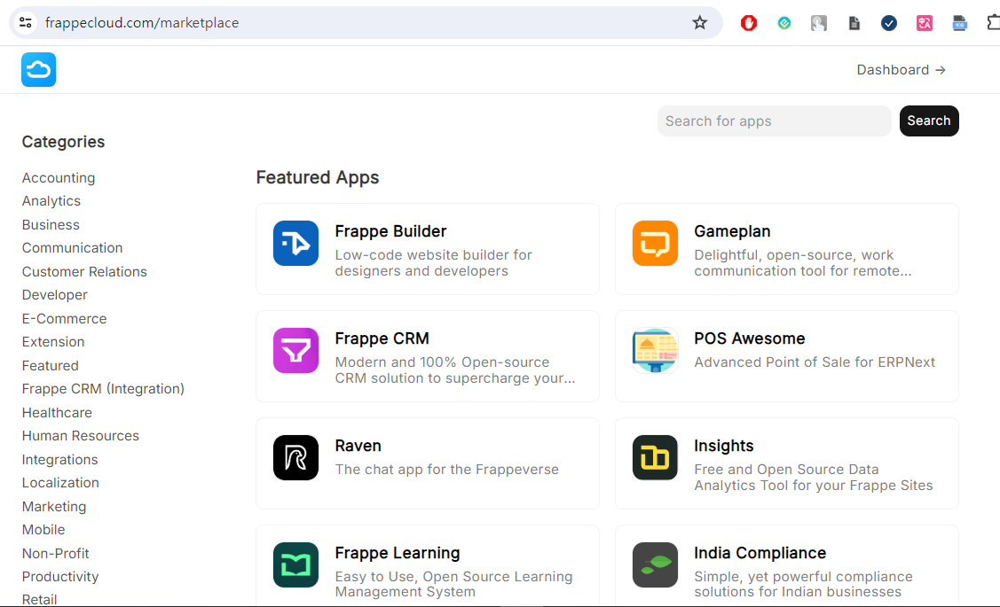 frappecloud.com/marketplace
Dashboard →
Search for apps
Search
Categories
Accounting
Analytics
Business
Communication
Customer Relations
Developer
E-Commerce
Extension
Featured
Frappe CRM (Integration)
Healthcare
Human Resources
Integrations
Localization
Marketing
Mobile
Non-Profit
Productivity
Retail
Featured Apps
Frappe Builder
Low-code website builder for
designers and developers
Gameplan
Delightful, open-source, work
communication tool for remote...
Frappe CRM
Modern and 100% Open-source
CRM solution to supercharge your...
POS Awesome
Advanced Point of Sale for ERPNext
Raven
The chat app for the Frappeverse
Insights
Free and Open Source Data
Analytics Tool for your Frappe Sites
Frappe Learning
Easy to Use, Open Source Learning
Management System
India Compliance
Simple, yet powerful compliance
solutions for Indian businesses